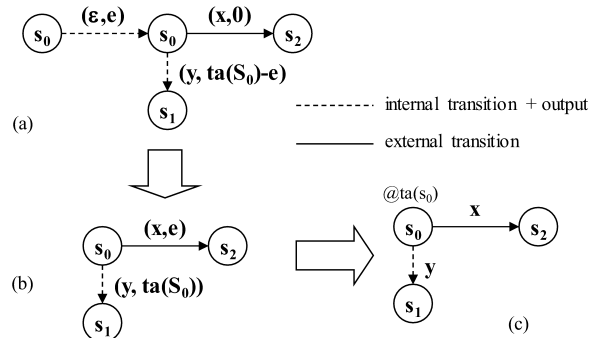 (ε,e) (x,0)
s₀ s₀ s₂
(y, ta(S₀)-e)
s₁
(a)
internal transition + output
external transition
@ta(s₀)
(x,e) x
s₀ s₂ s₀ s₂
(b) (y, ta(S₀)) y
s₁ s₁
(c)